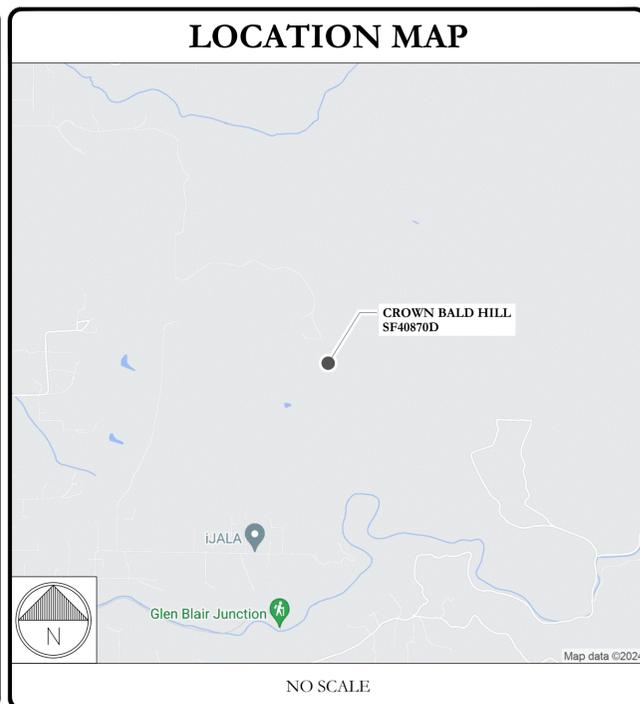 LOCATION MAP
CROWN BALD HILL
SF40870D
iJALA
Glen Blair Junction
N
Map data ©2024
NO SCALE